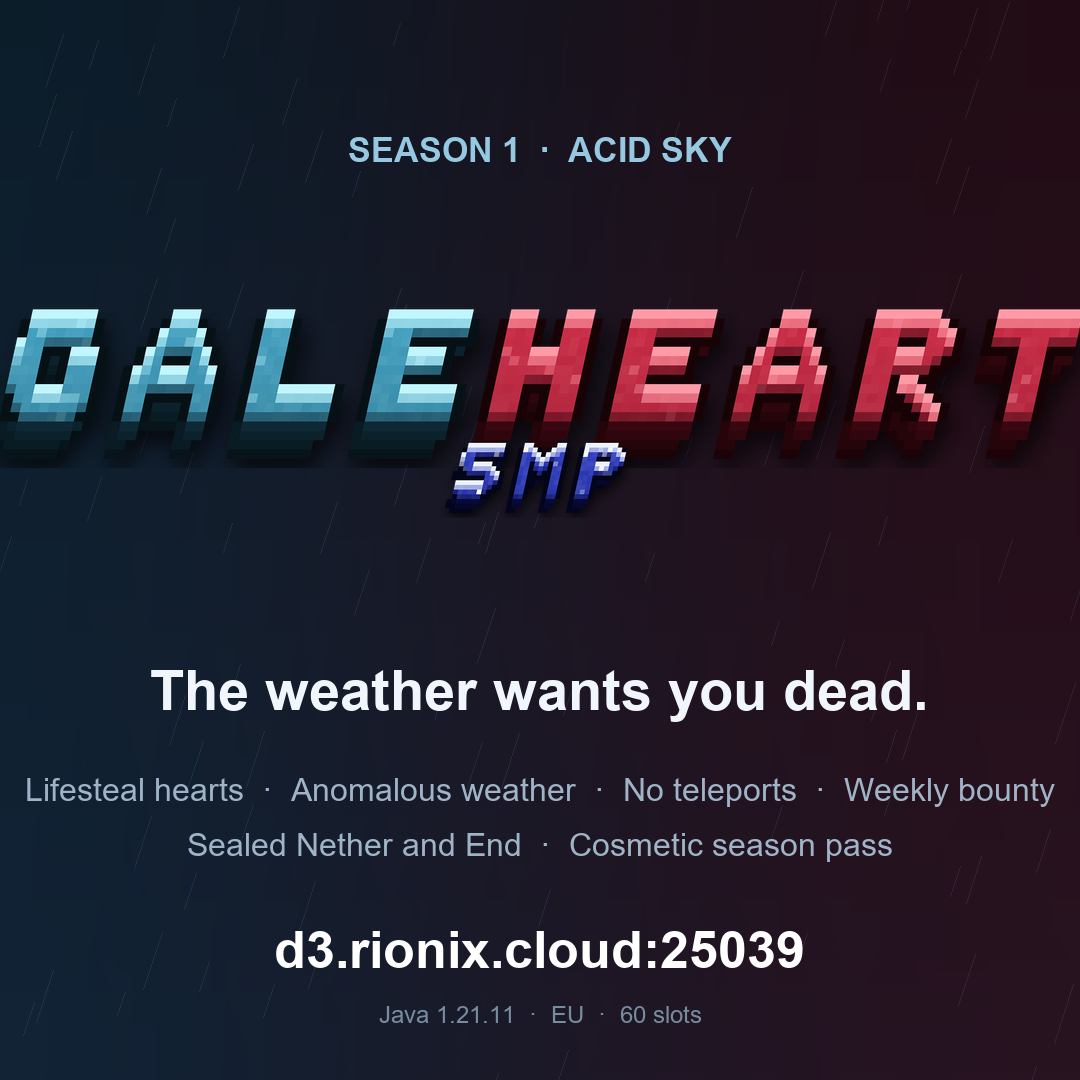 SEASON 1 · ACID SKY
GALEHEART
SMP
The weather wants you dead.
Lifesteal hearts · Anomalous weather · No teleports · Weekly bounty
Sealed Nether and End · Cosmetic season pass
d3.rionix.cloud:25039
Java 1.21.11 · EU · 60 slots